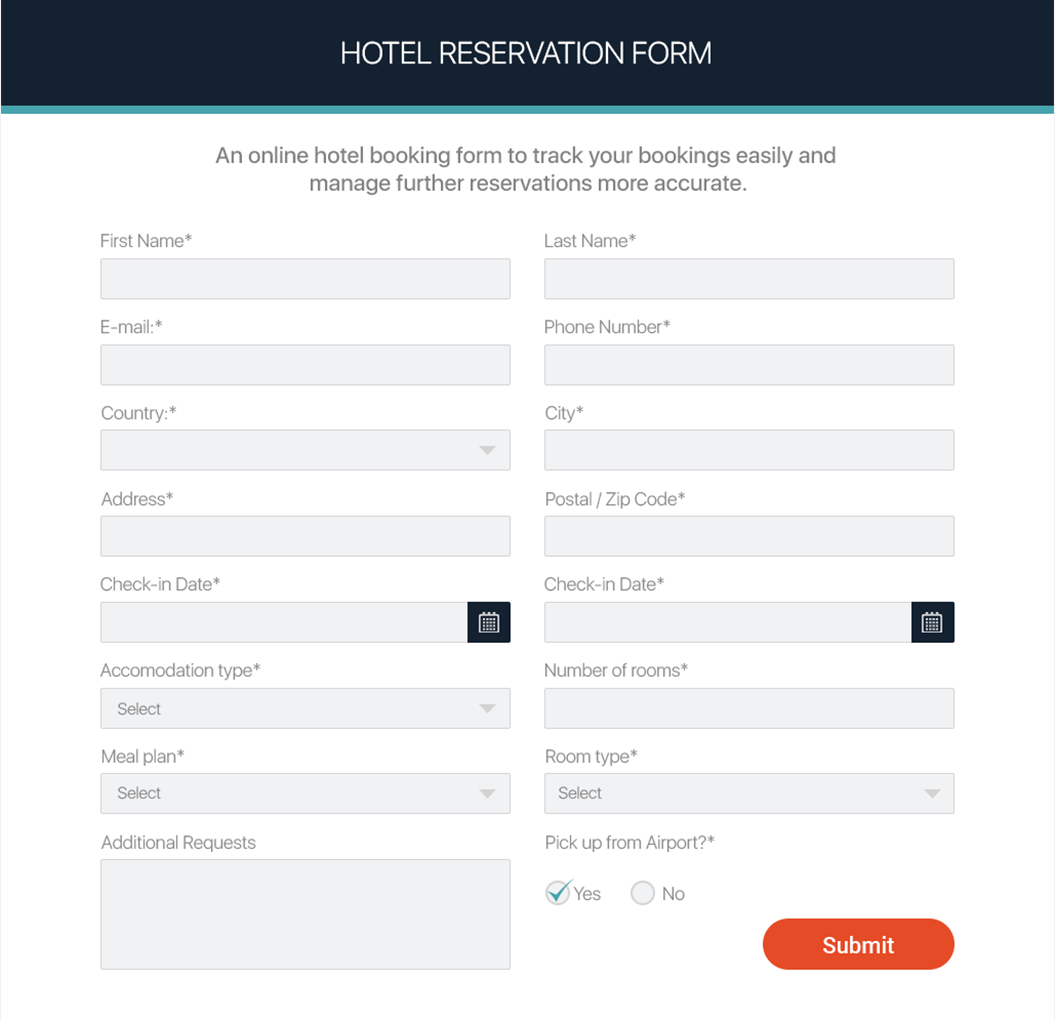 HOTEL RESERVATION FORM
An online hotel booking form to track your bookings easily and
manage further reservations more accurate.
First Name*
Last Name*
E-mail:*
Phone Number*
Country:*
City*
Address*
Postal / Zip Code*
Check-in Date*
Check-in Date*
Accomodation type*
Number of rooms*
Select
Meal plan*
Room type*
Select
Select
Additional Requests
Pick up from Airport?*
Yes
No
Submit